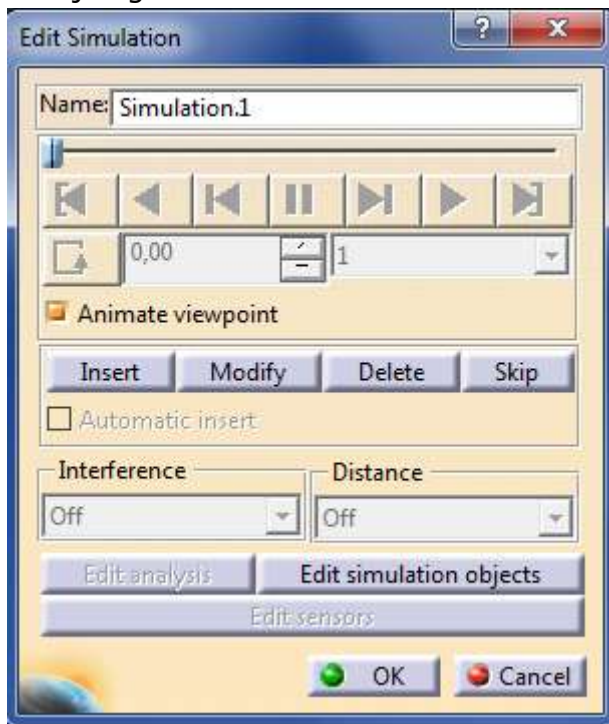 Edit Simulation
?
X
Name: Simulation.1
0,00
1
Animate viewpoint
Insert Modify Delete Skip
Automatic insert
Interference Distance
Off Off
Edit analysis Edit simulation objects
Edit sensors
OK Cancel